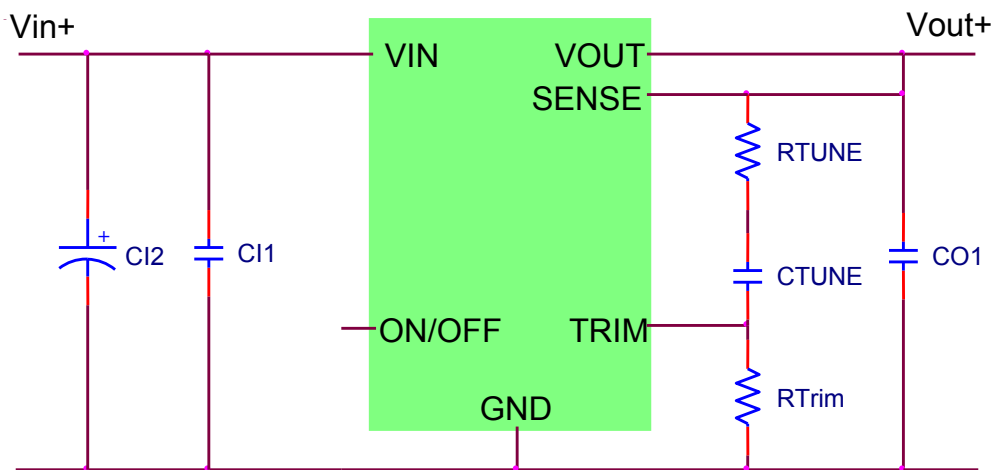 Vin+
Vout+
VIN
VOUT
SENSE
RTUNE
+
CI2
CI1
CTUNE
CO1
ON/OFF
TRIM
RTrim
GND